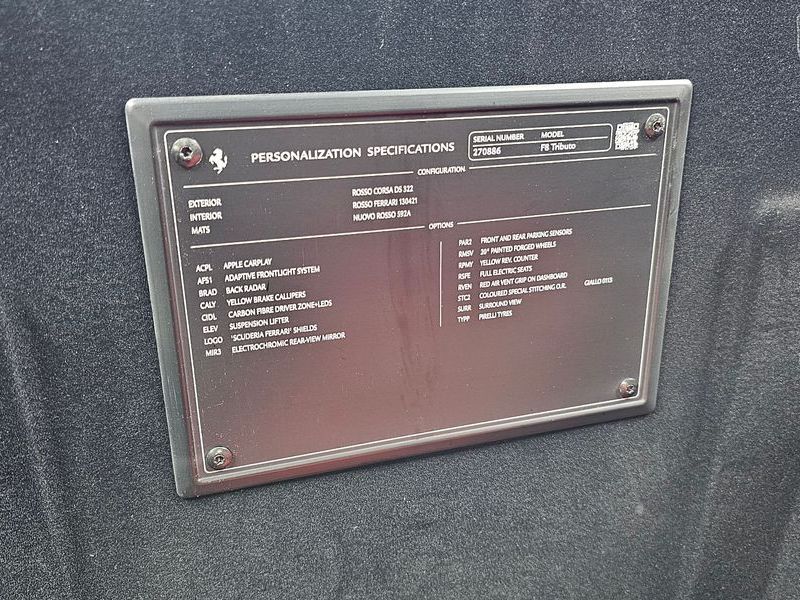 PERSONALIZATION SPECIFICATIONS
SERIAL NUMBER MODEL
270886 F8 Tributo
CONFIGURATION
EXTERIOR ROSSO CORSA DS 322
INTERIOR ROSSO FERRARI 130421
MATS NUOVO ROSSO 592A
OPTIONS
ACPL APPLE CARPLAY
AFS1 ADAPTIVE FRONTLIGHT SYSTEM
BRAD BACK RADAR
CALY YELLOW BRAKE CALLIPERS
CIDL CARBON FIBRE DRIVER ZONE+LEDS
ELEV SUSPENSION LIFTER
LOGO 'SCUDERIA FERRARI' SHIELDS
MIR3 ELECTROCHROMIC REAR-VIEW MIRROR
PAR2 FRONT AND REAR PARKING SENSORS
RMSV 20" PAINTED FORGED WHEELS
RPMY YELLOW REV. COUNTER
RSFE FULL ELECTRIC SEATS
RVEN RED AIR VENT GRIP ON DASHBOARD
STC2 COLOURED SPECIAL STITCHING O.R. GIALLO 0113
SURR SURROUND VIEW
TYPP PIRELLI TYRES